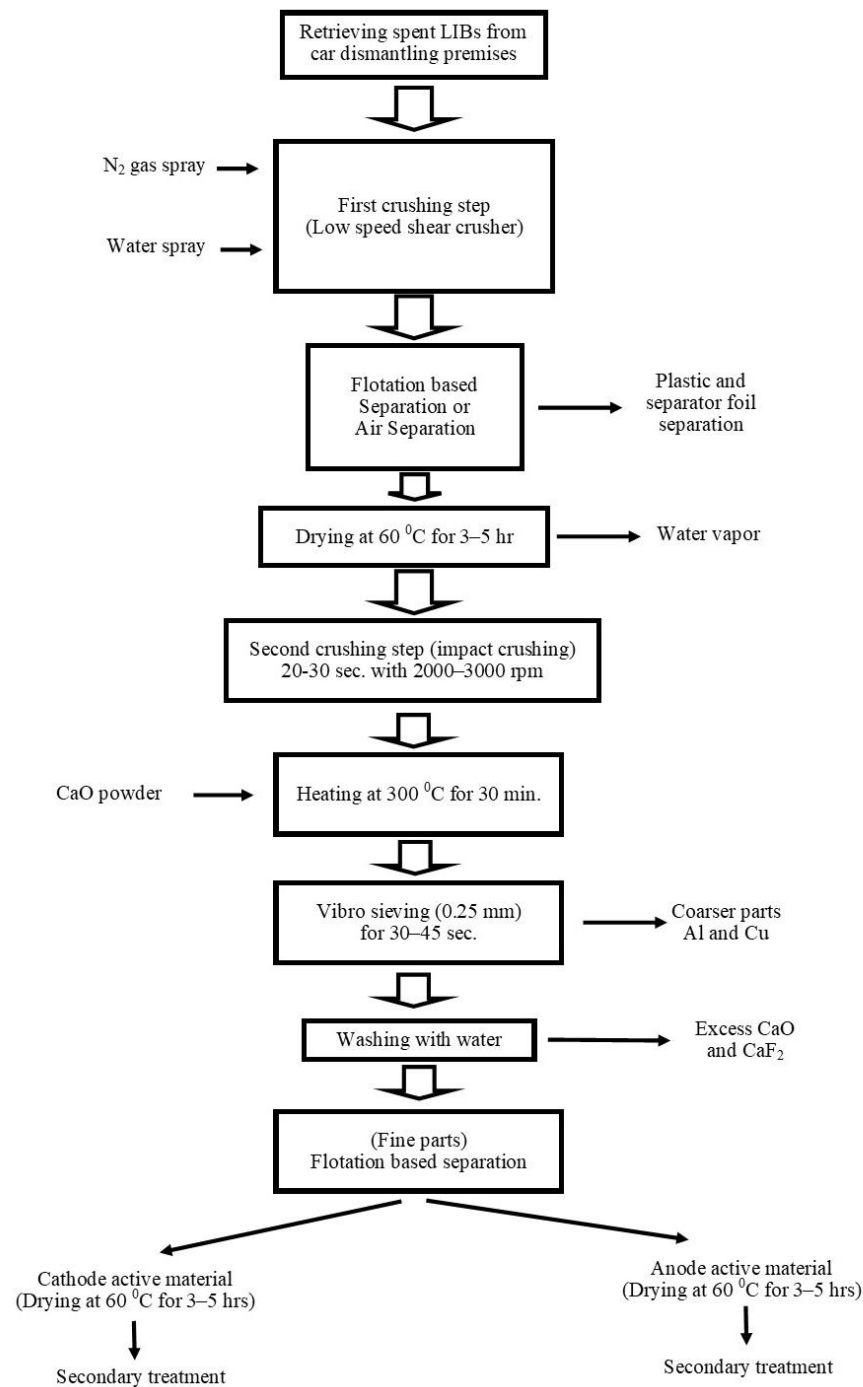 Retrieving spent LIBs from
car dismantling premises
N₂ gas spray
Water spray
First crushing step
(Low speed shear crusher)
Flotation based
Separation or
Air Separation
Plastic and
separator foil
separation
Drying at 60 ⁰C for 3–5 hr
Water vapor
Second crushing step (impact crushing)
20-30 sec. with 2000–3000 rpm
CaO powder
Heating at 300 ⁰C for 30 min.
Vibro sieving (0.25 mm)
for 30–45 sec.
Coarser parts
Al and Cu
Washing with water
Excess CaO
and CaF₂
(Fine parts)
Flotation based separation
Cathode active material
(Drying at 60 ⁰C for 3–5 hrs)
Secondary treatment
Anode active material
(Drying at 60 ⁰C for 3–5 hrs)
Secondary treatment